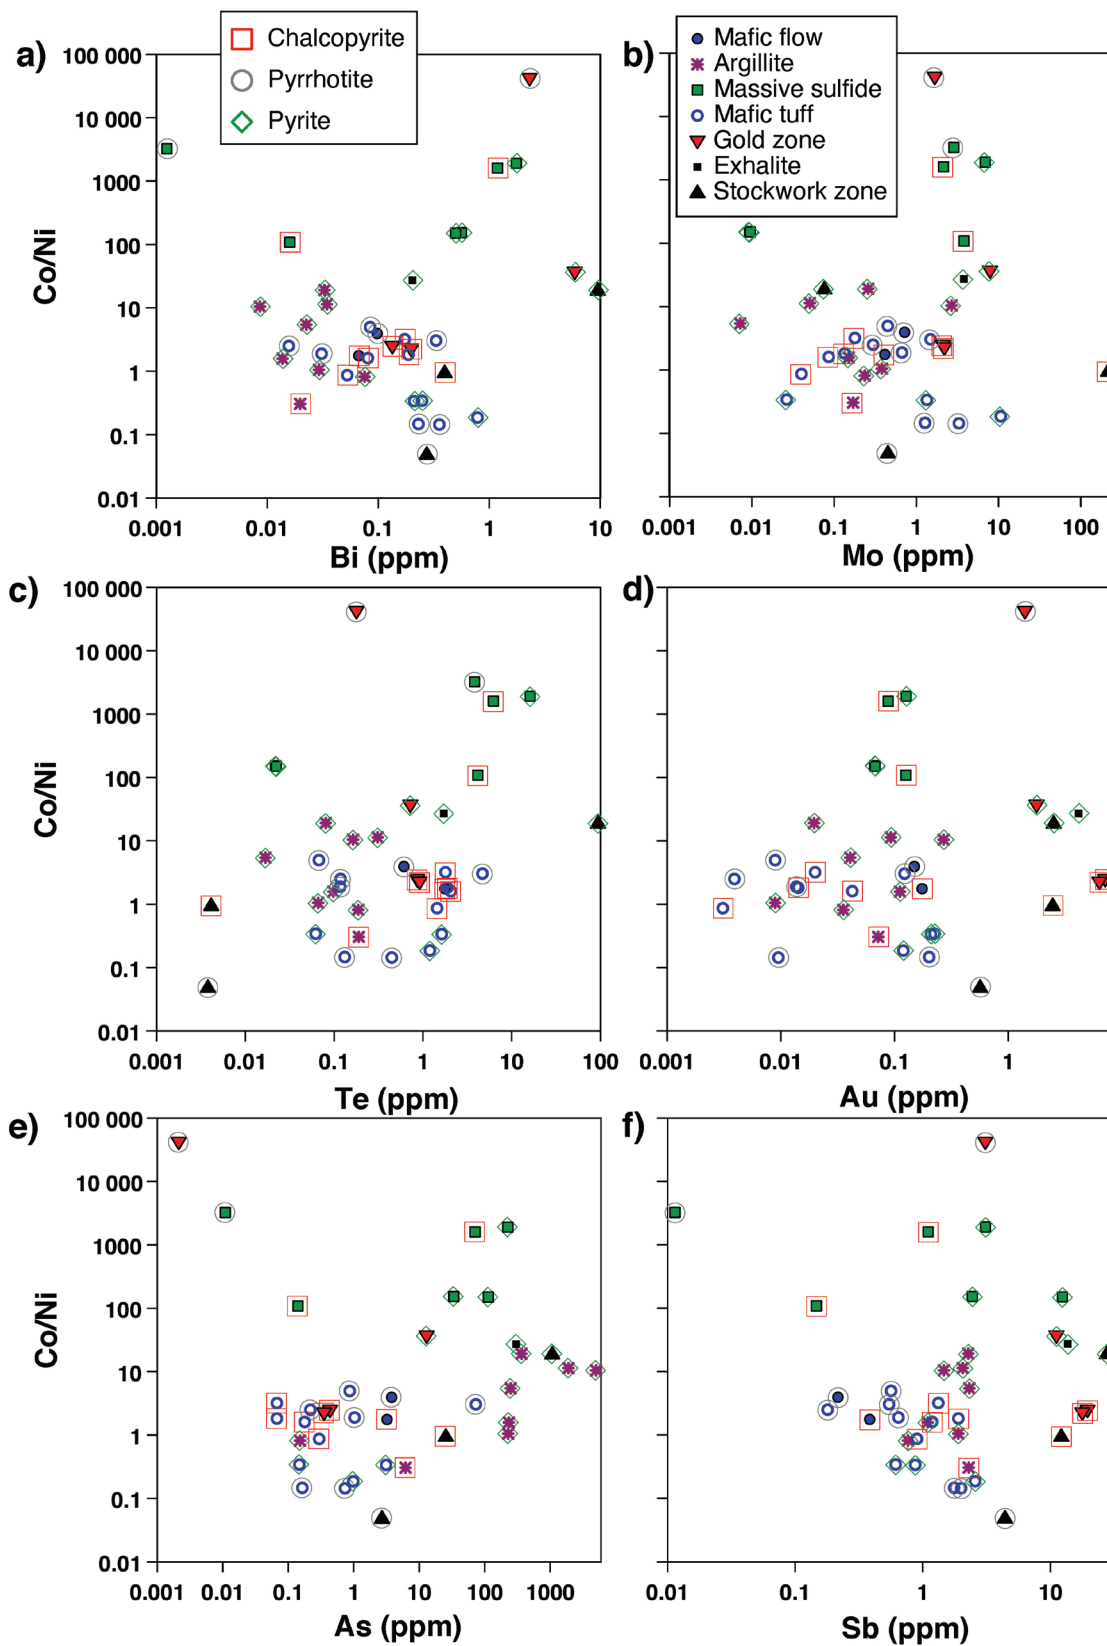 a)
Chalcopyrite
Pyrrhotite
Pyrite
100 000
10 000
1000
100
10
1
0.1
0.01
Co/Ni
0.001 0.01 0.1 1 10
Bi (ppm)
b)
Mafic flow
Argillite
Massive sulfide
Mafic tuff
Gold zone
Exhalite
Stockwork zone
0.001 0.01 0.1 1 10 100
Mo (ppm)
c)
100 000
10 000
1000
100
10
1
0.1
0.01
Co/Ni
0.001 0.01 0.1 1 10 100
Te (ppm)
d)
0.001 0.01 0.1 1
Au (ppm)
e)
100 000
10 000
1000
100
10
1
0.1
0.01
Co/Ni
0.001 0.01 0.1 1 10 100 1000
As (ppm)
f)
0.01 0.1 1 10
Sb (ppm)